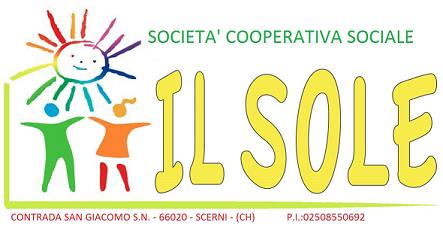 SOCIETA' COOPERATIVA SOCIALE
IL SOLE
CONTRADA SAN GIACOMO S.N. - 66020 - SCERNI - (CH) P.I.:02508550692